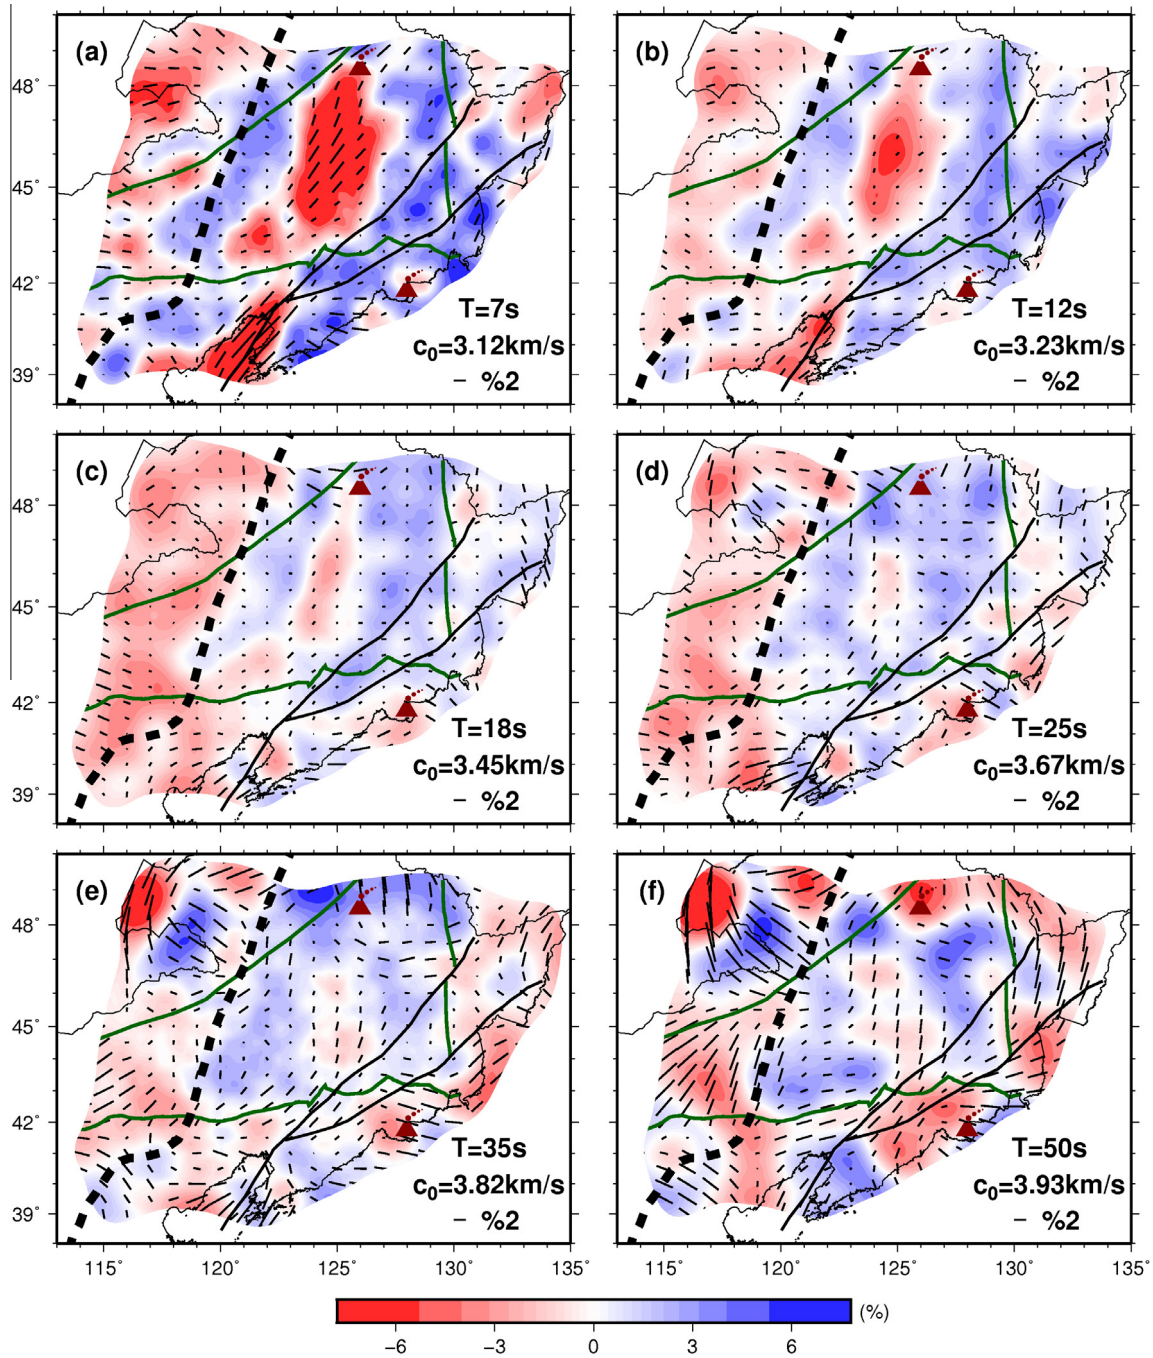 (a)
48°
45°
42°
39°
T=7s
c₀=3.12km/s
– %2
(b)
T=12s
c₀=3.23km/s
– %2
(c)
48°
45°
42°
39°
T=18s
c₀=3.45km/s
– %2
(d)
T=25s
c₀=3.67km/s
– %2
(e)
48°
45°
42°
39°
T=35s
c₀=3.82km/s
– %2
115° 120° 125° 130° 135°
(f)
T=50s
c₀=3.93km/s
– %2
115° 120° 125° 130° 135°
(%)
−6 −3 0 3 6